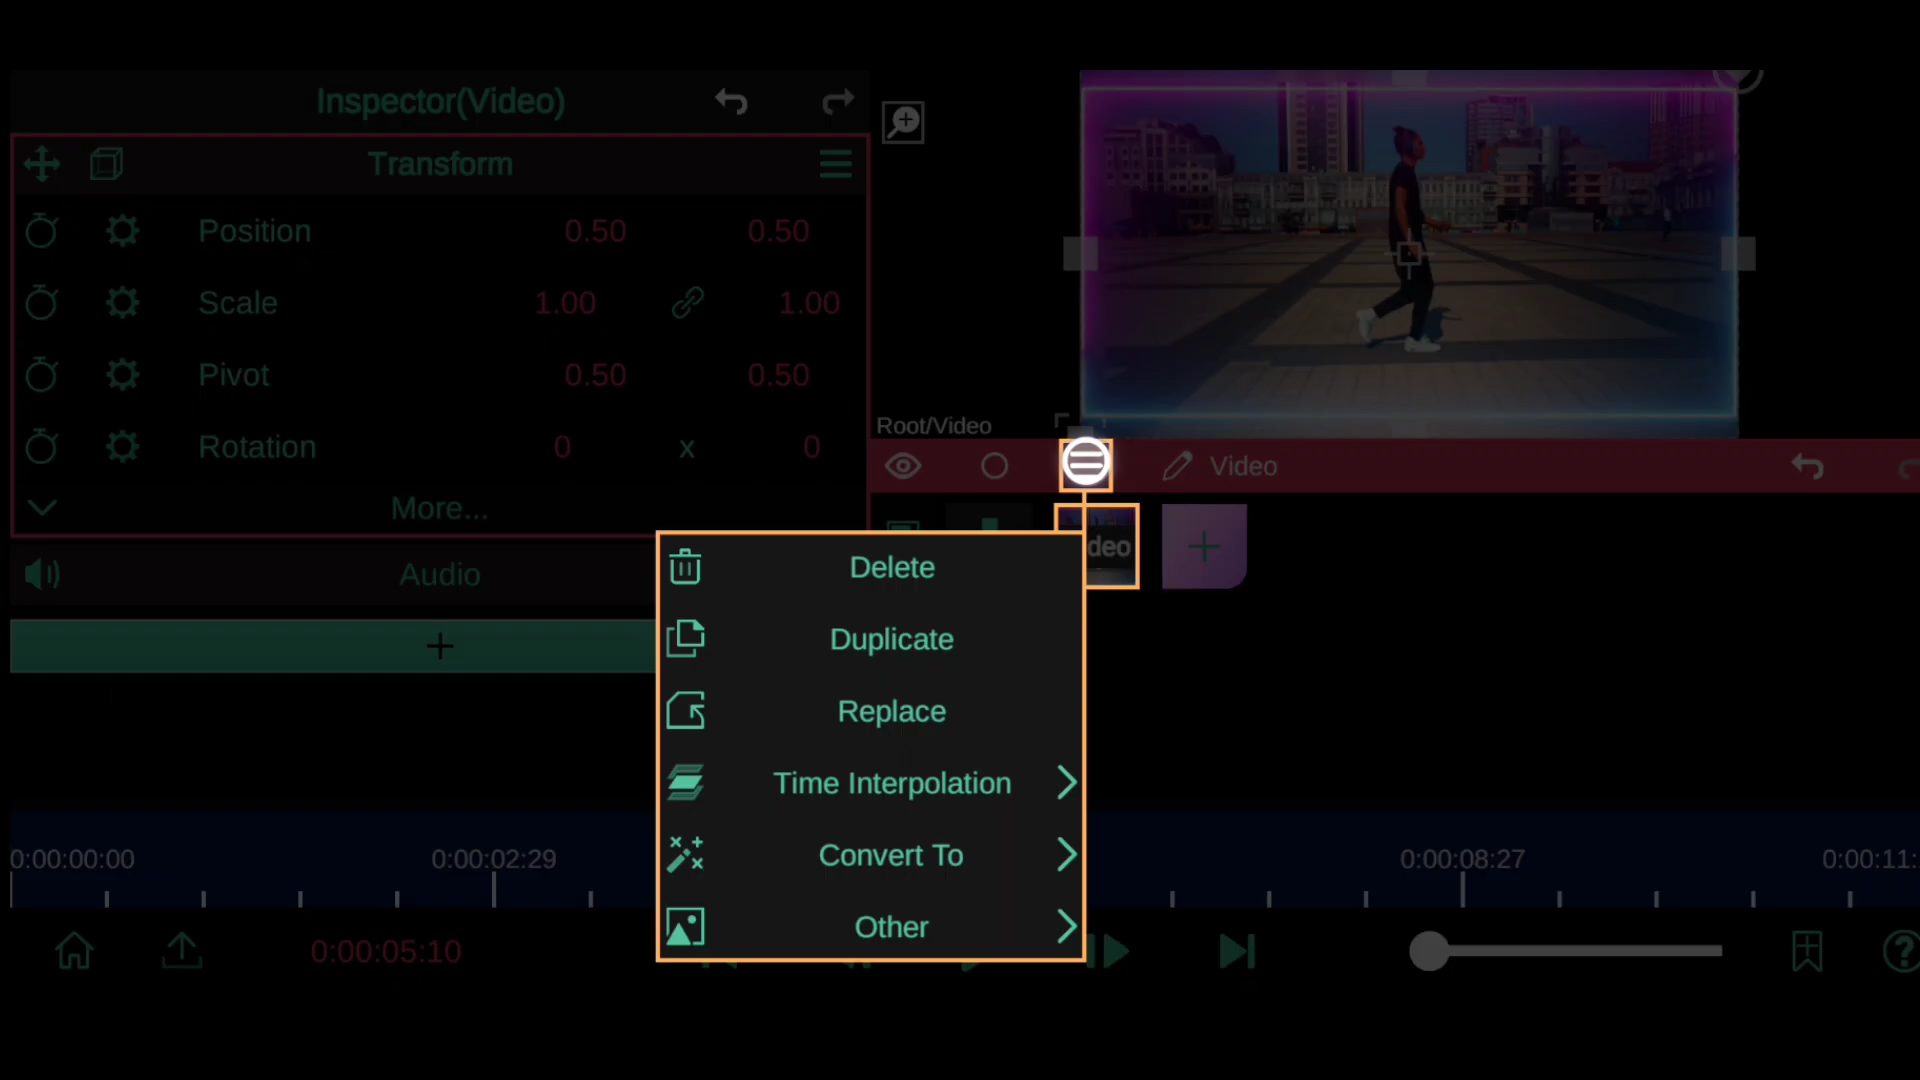 Inspector(Video)
Transform
Position 0.50 0.50
Scale 1.00 1.00
Pivot 0.50 0.50
Rotation 0 x 0
More...
Audio
Root/Video
Video
deo
Delete
Duplicate
Replace
Time Interpolation
Convert To
Other
0:00:00:00
0:00:02:29
0:00:08:27
0:00:11:
0:00:05:10